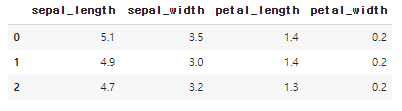 sepal_length sepal_width petal_length petal_width
0 5.1 3.5 1.4 0.2
1 4.9 3.0 1.4 0.2
2 4.7 3.2 1.3 0.2